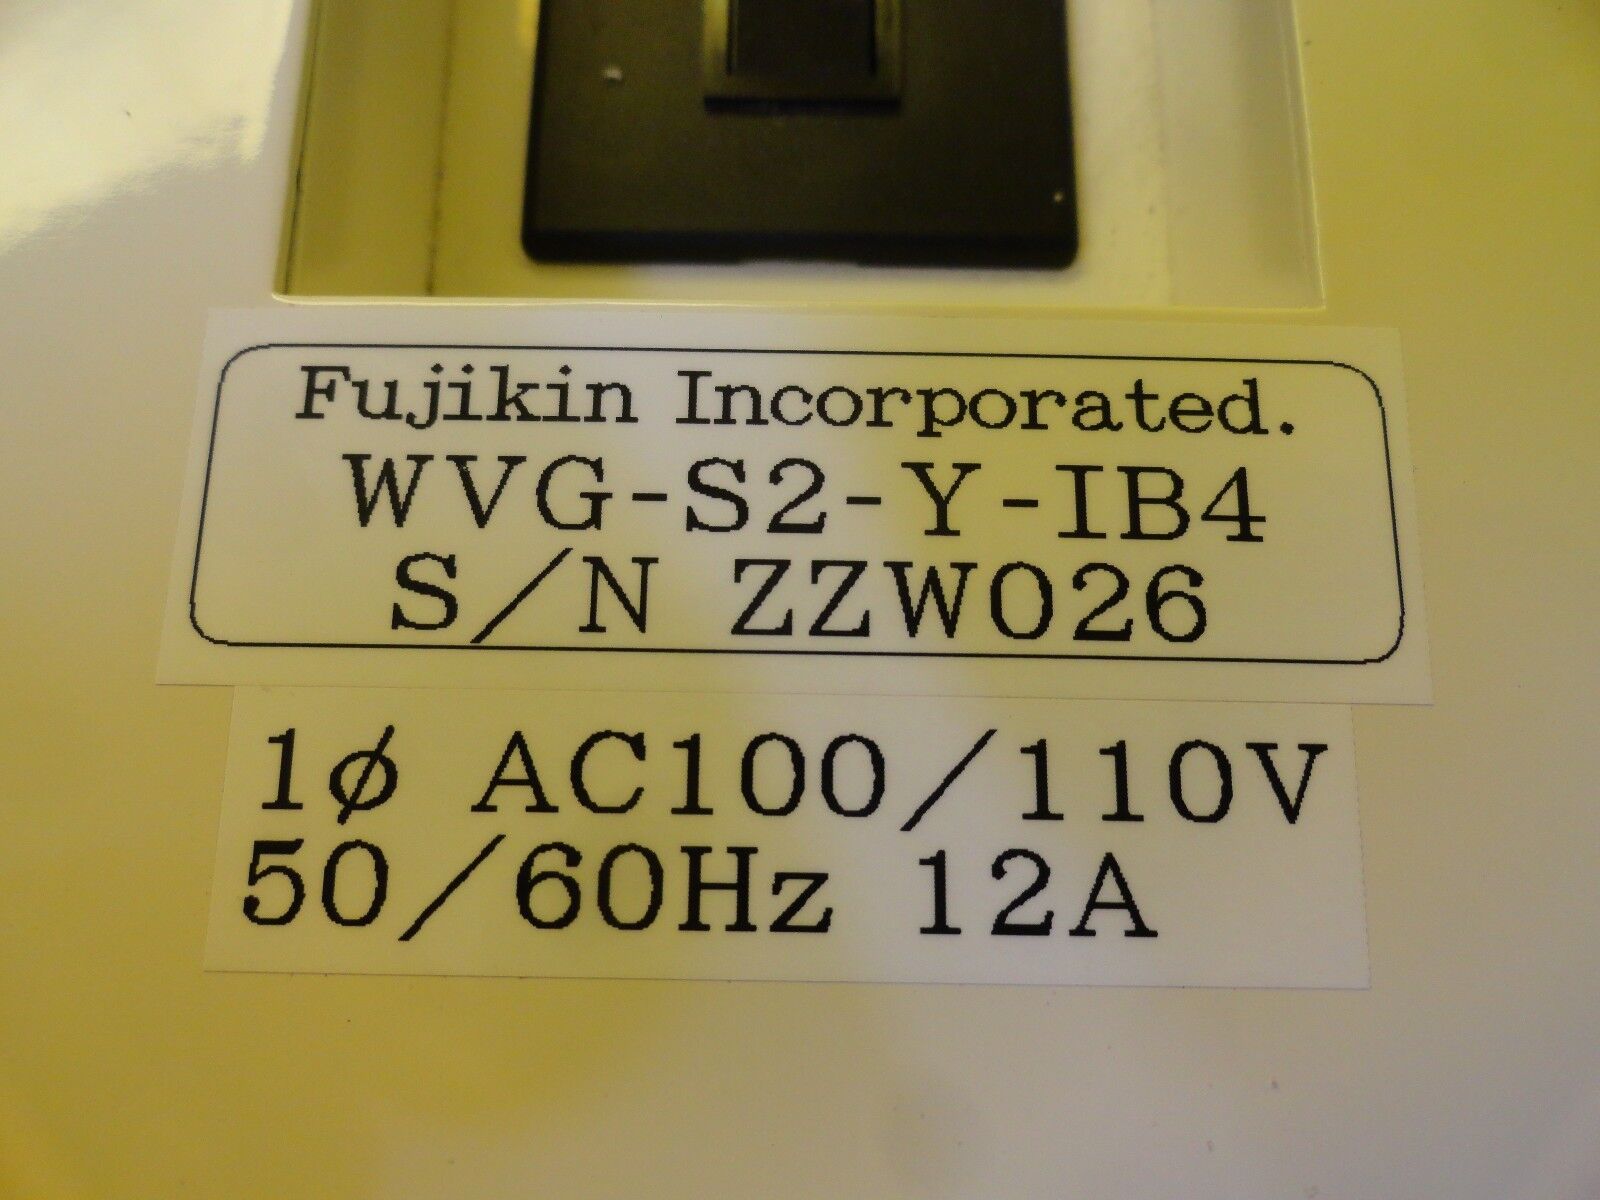 Fujikin Incorporated.
WVG-S2-Y-IB4
S/N ZZW026
1ϕ AC100/110V
50/60Hz 12A